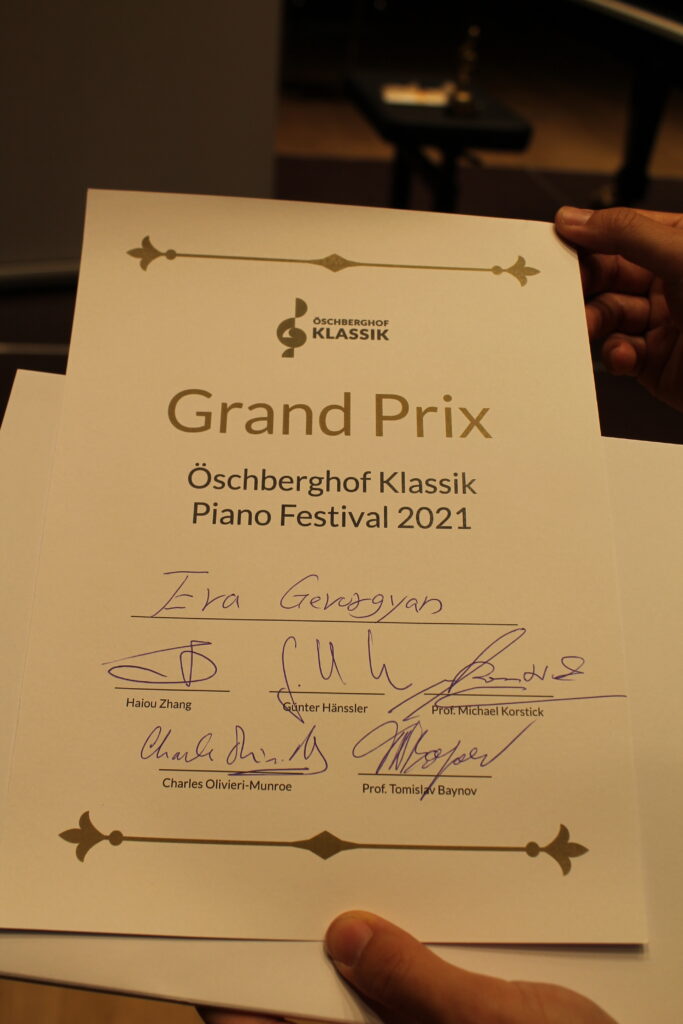 ÖSCHBERGHOF
KLASSIK
Grand Prix
Öschberghof Klassik
Piano Festival 2021
Eva Gevorgyan
Haiou Zhang
Günter Hänssler
Prof. Michael Korstick
Charles Olivieri-Munroe
Prof. Tomislav Baynov